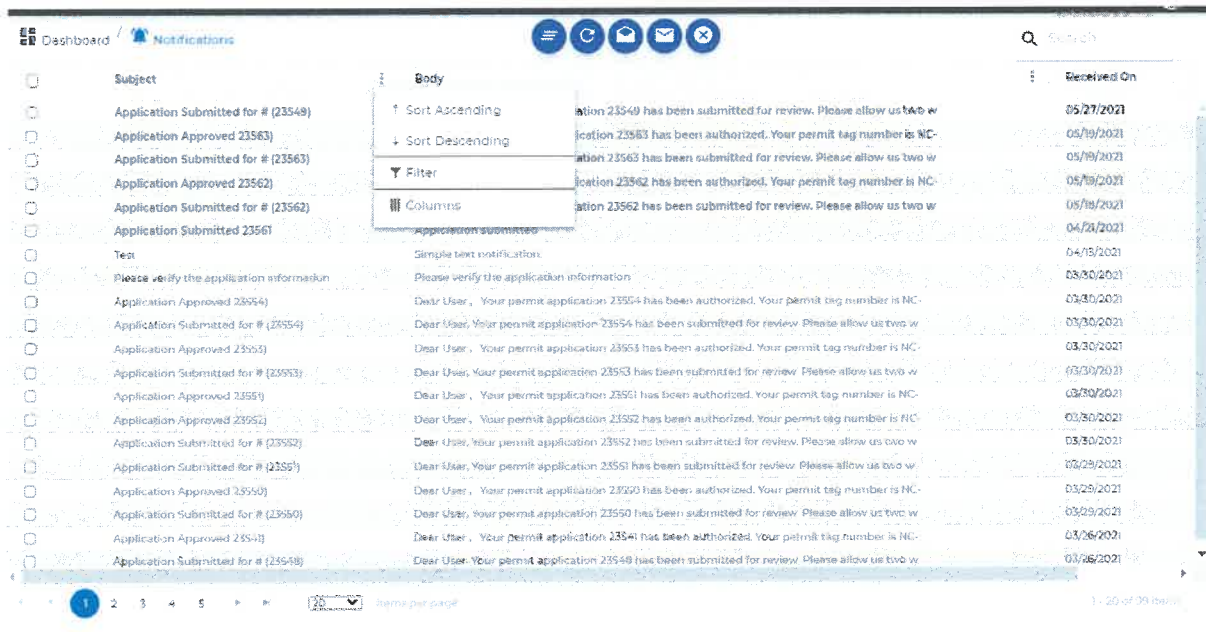 Dashboard / Notifications
Search
Subject Body Received On
Sort Ascending
Sort Descending
Filter
Columns
Application Submitted for # (23549) ation 23549 has been submitted for review. Please allow us two w 05/27/2021
Application Approved 23563) ication 23563 has been authorized. Your permit tag number is NC- 05/19/2021
Application Submitted for # (23563) ation 23563 has been submitted for review. Please allow us two w 05/19/2021
Application Approved 23562) ication 23562 has been authorized. Your permit tag number is NC- 05/19/2021
Application Submitted for # (23562) ation 23562 has been submitted for review. Please allow us two w 05/19/2021
Application Submitted 23561 Application submitted 04/21/2021
Test Simple text notification. 04/15/2021
Please verify the application information Please verify the application information 03/30/2021
Application Approved 23554) Dear User , Your permit application 23554 has been authorized. Your permit tag number is NC- 03/30/2021
Application Submitted for # (23554) Dear User, Your permit application 23554 has been submitted for review. Please allow us two w 03/30/2021
Application Approved 23553) Dear User , Your permit application 23553 has been authorized. Your permit tag number is NC- 03/30/2021
Application Submitted for # (23553) Dear User, Your permit application 23553 has been submitted for review. Please allow us two w 03/30/2021
Application Approved 23551) Dear User , Your permit application 23551 has been authorized. Your permit tag number is NC- 03/30/2021
Application Approved 23552) Dear User , Your permit application 23552 has been authorized. Your permit tag number is NC- 03/30/2021
Application Submitted for # (23552) Dear User, Your permit application 23552 has been submitted for review. Please allow us two w 03/30/2021
Application Submitted for # (23551) Dear User, Your permit application 23551 has been submitted for review. Please allow us two w 03/29/2021
Application Approved 23550) Dear User , Your permit application 23550 has been authorized. Your permit tag number is NC- 03/29/2021
Application Submitted for # (23550) Dear User, Your permit application 23550 has been submitted for review. Please allow us two w 03/29/2021
Application Approved 23541) Dear User , Your permit application 23541 has been authorized. Your permit tag number is NC- 03/26/2021
Application Submitted for # (23548) Dear User, Your permit application 23548 has been submitted for review. Please allow us two w 03/26/2021
1 2 3 4 5 20 items per page 1 - 20 of 39 items